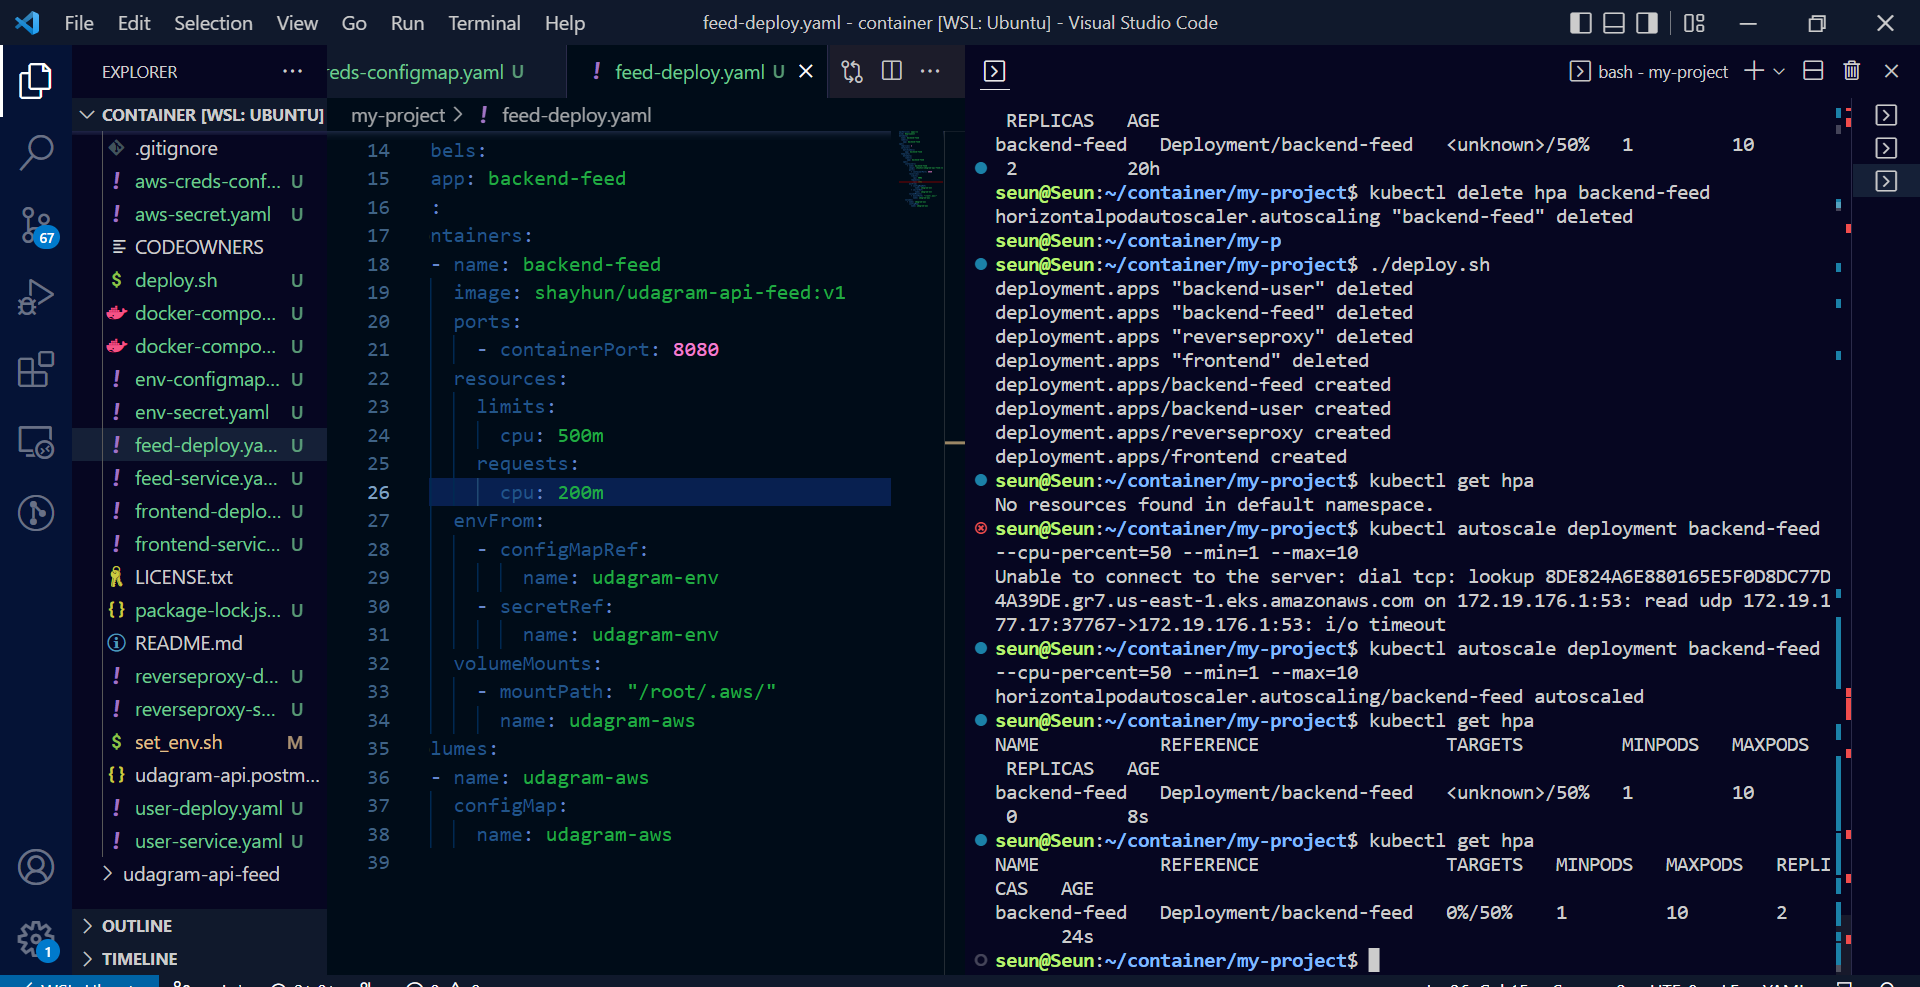 File Edit Selection View Go Run Terminal Help
feed-deploy.yaml - container [WSL: Ubuntu] - Visual Studio Code
EXPLORER
reds-configmap.yaml U
! feed-deploy.yaml U
bash - my-project
CONTAINER [WSL: UBUNTU]
my-project > ! feed-deploy.yaml
.gitignore
! aws-creds-conf... U
! aws-secret.yaml U
CODEOWNERS
$ deploy.sh U
docker-compo... U
docker-compo... U
! env-configmap... U
! env-secret.yaml U
! feed-deploy.ya... U
! feed-service.ya... U
! frontend-deplo... U
! frontend-servic... U
LICENSE.txt
{} package-lock.js... U
README.md
! reverseproxy-d... U
! reverseproxy-s... U
$ set_env.sh M
{} udagram-api.postm...
! user-deploy.yaml U
! user-service.yaml U
> udagram-api-feed
OUTLINE
TIMELINE
67
1
14 bels:
15 app: backend-feed
16 :
17 ntainers:
18 - name: backend-feed
19 image: shayhun/udagram-api-feed:v1
20 ports:
21 - containerPort: 8080
22 resources:
23 limits:
24 cpu: 500m
25 requests:
26 cpu: 200m
27 envFrom:
28 - configMapRef:
29 name: udagram-env
30 - secretRef:
31 name: udagram-env
32 volumeMounts:
33 - mountPath: "/root/.aws/"
34 name: udagram-aws
35 lumes:
36 - name: udagram-aws
37 configMap:
38 name: udagram-aws
39
REPLICAS AGE
backend-feed Deployment/backend-feed <unknown>/50% 1 10
2 20h
seun@Seun:~/container/my-project$ kubectl delete hpa backend-feed
horizontalpodautoscaler.autoscaling "backend-feed" deleted
seun@Seun:~/container/my-p
seun@Seun:~/container/my-project$ ./deploy.sh
deployment.apps "backend-user" deleted
deployment.apps "backend-feed" deleted
deployment.apps "reverseproxy" deleted
deployment.apps "frontend" deleted
deployment.apps/backend-feed created
deployment.apps/backend-user created
deployment.apps/reverseproxy created
deployment.apps/frontend created
seun@Seun:~/container/my-project$ kubectl get hpa
No resources found in default namespace.
seun@Seun:~/container/my-project$ kubectl autoscale deployment backend-feed
--cpu-percent=50 --min=1 --max=10
Unable to connect to the server: dial tcp: lookup 8DE824A6E880165E5F0D8DC77D
4A39DE.gr7.us-east-1.eks.amazonaws.com on 172.19.176.1:53: read udp 172.19.1
77.17:37767->172.19.176.1:53: i/o timeout
seun@Seun:~/container/my-project$ kubectl autoscale deployment backend-feed
--cpu-percent=50 --min=1 --max=10
horizontalpodautoscaler.autoscaling/backend-feed autoscaled
seun@Seun:~/container/my-project$ kubectl get hpa
NAME REFERENCE TARGETS MINPODS MAXPODS
REPLICAS AGE
backend-feed Deployment/backend-feed <unknown>/50% 1 10
0 8s
seun@Seun:~/container/my-project$ kubectl get hpa
NAME REFERENCE TARGETS MINPODS MAXPODS REPLI
CAS AGE
backend-feed Deployment/backend-feed 0%/50% 1 10 2
24s
seun@Seun:~/container/my-project$